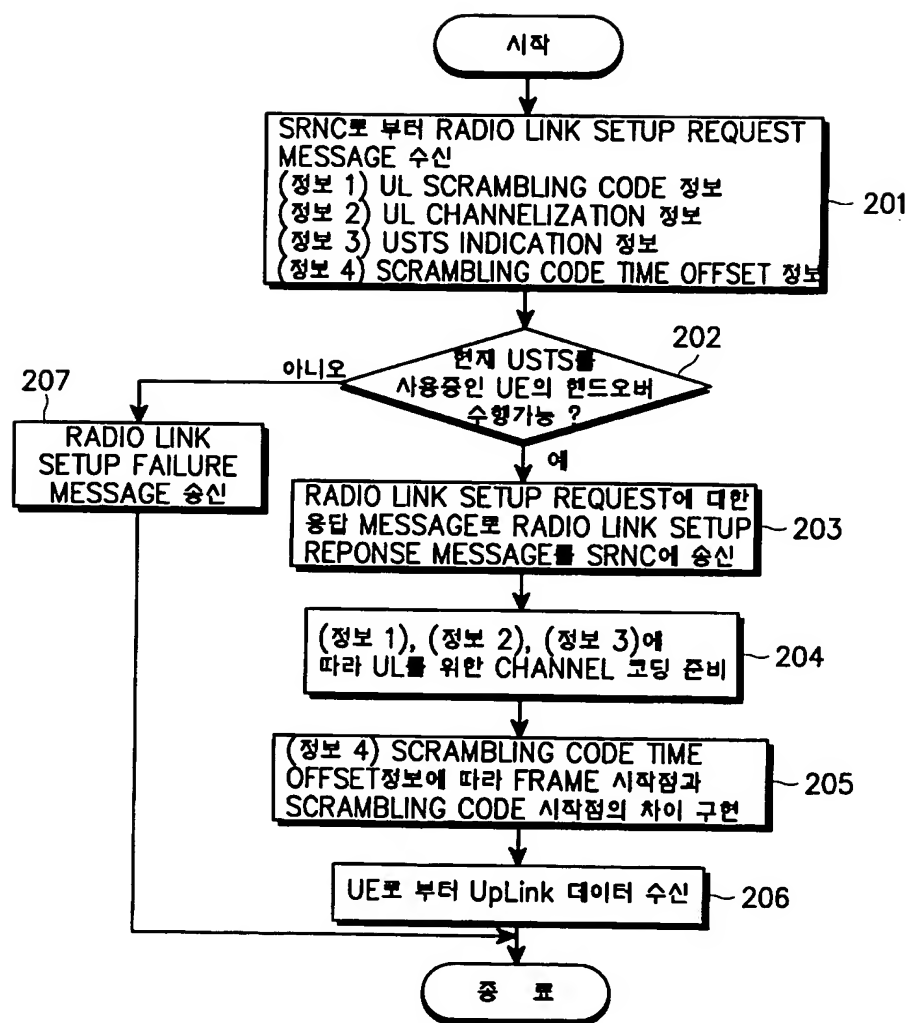 시작
SRNC로 부터 RADIO LINK SETUP REQUEST
MESSAGE 수신
(정보 1) UL SCRAMBLING CODE 정보
(정보 2) UL CHANNELIZATION 정보
(정보 3) USTS INDICATION 정보
(정보 4) SCRAMBLING CODE TIME OFFSET 정보
201
202
현재 USTS를
사용중인 UE의 핸드오버
수행가능 ?
아니오
207
RADIO LINK
SETUP FAILURE
MESSAGE 송신
예
RADIO LINK SETUP REQUEST에 대한
응답 MESSAGE로 RADIO LINK SETUP
REPONSE MESSAGE를 SRNC에 송신
203
(정보 1), (정보 2), (정보 3)에
따라 UL를 위한 CHANNEL 코딩 준비
204
(정보 4) SCRAMBLING CODE TIME
OFFSET정보에 따라 FRAME 시작점과
SCRAMBLING CODE 시작점의 차이 구현
205
UE로 부터 UpLink 데이터 수신
206
종 료